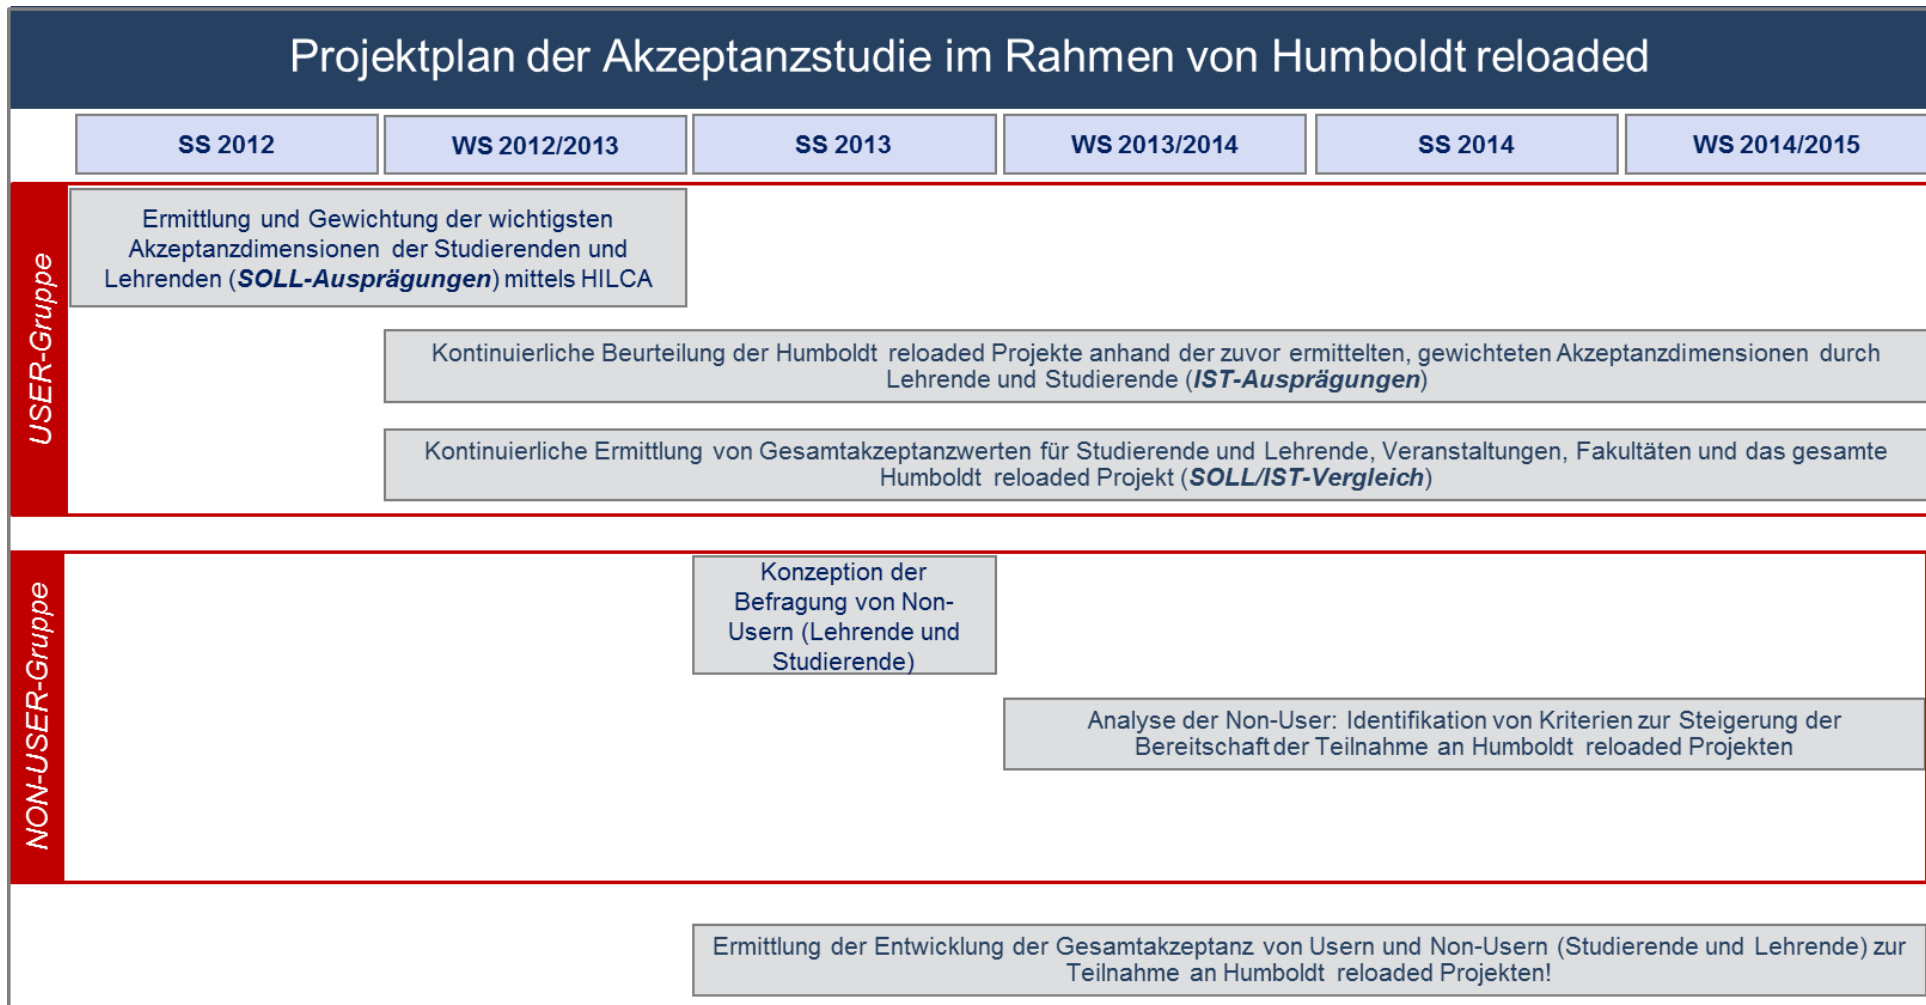 Projektplan der Akzeptanzstudie im Rahmen von Humboldt reloaded
SS 2012
WS 2012/2013
SS 2013
WS 2013/2014
SS 2014
WS 2014/2015
USER-Gruppe
Ermittlung und Gewichtung der wichtigsten
Akzeptanzdimensionen der Studierenden und
Lehrenden (SOLL-Ausprägungen) mittels HILCA
Kontinuierliche Beurteilung der Humboldt reloaded Projekte anhand der zuvor ermittelten, gewichteten Akzeptanzdimensionen durch
Lehrende und Studierende (IST-Ausprägungen)
Kontinuierliche Ermittlung von Gesamtakzeptanzwerten für Studierende und Lehrende, Veranstaltungen, Fakultäten und das gesamte
Humboldt reloaded Projekt (SOLL/IST-Vergleich)
NON-USER-Gruppe
Konzeption der
Befragung von Non-
Usern (Lehrende und
Studierende)
Analyse der Non-User: Identifikation von Kriterien zur Steigerung der
Bereitschaft der Teilnahme an Humboldt reloaded Projekten
Ermittlung der Entwicklung der Gesamtakzeptanz von Usern und Non-Usern (Studierende und Lehrende) zur
Teilnahme an Humboldt reloaded Projekten!